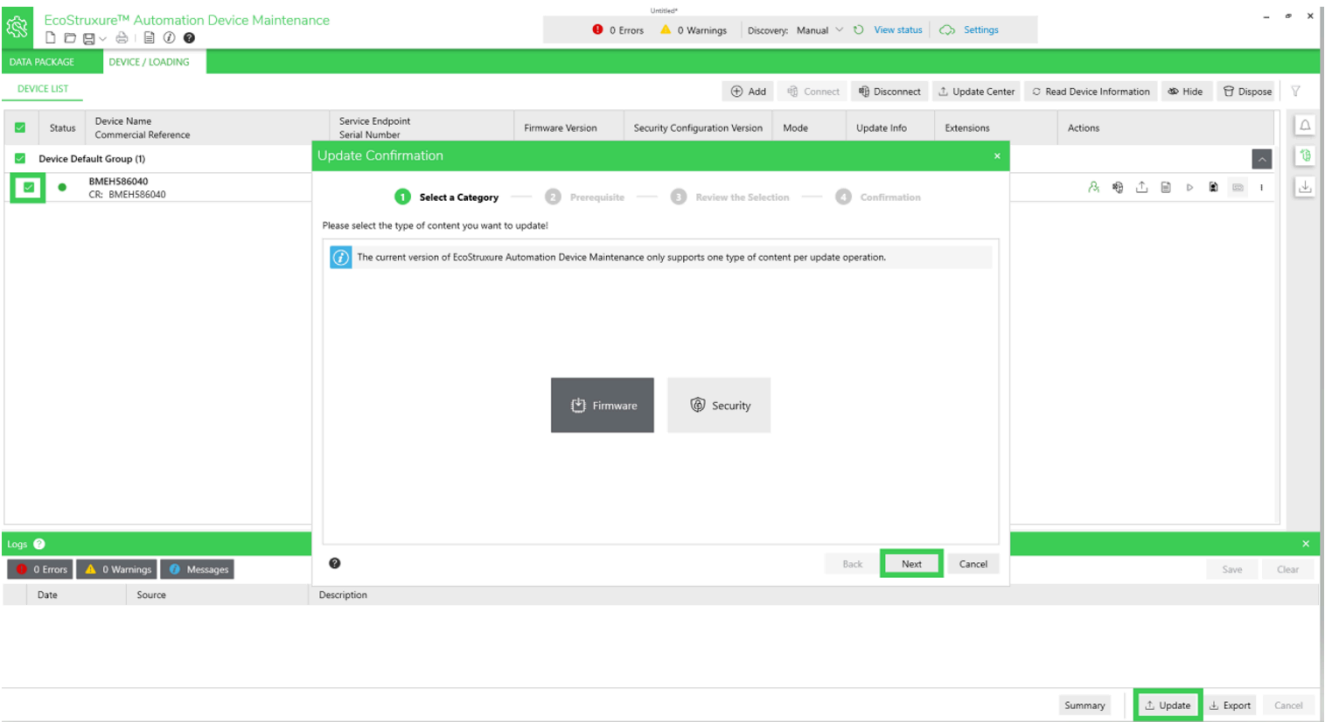 Untitled*
EcoStruxure™ Automation Device Maintenance
0 Errors 0 Warnings Discovery: Manual View status Settings
DATA PACKAGE DEVICE / LOADING
DEVICE LIST
Add Connect Disconnect Update Center Read Device Information Hide Dispose
Status Device Name Service Endpoint Firmware Version Security Configuration Version Mode Update Info Extensions Actions
Commercial Reference Serial Number
Device Default Group (1)
BMEH586040
CR: BMEH586040
Update Confirmation
1 Select a Category 2 Prerequisite 3 Review the Selection 4 Confirmation
Please select the type of content you want to update!
The current version of EcoStruxure Automation Device Maintenance only supports one type of content per update operation.
Firmware Security
Back Next Cancel
Logs
0 Errors 0 Warnings Messages
Save Clear
Date Source Description
Summary Update Export Cancel